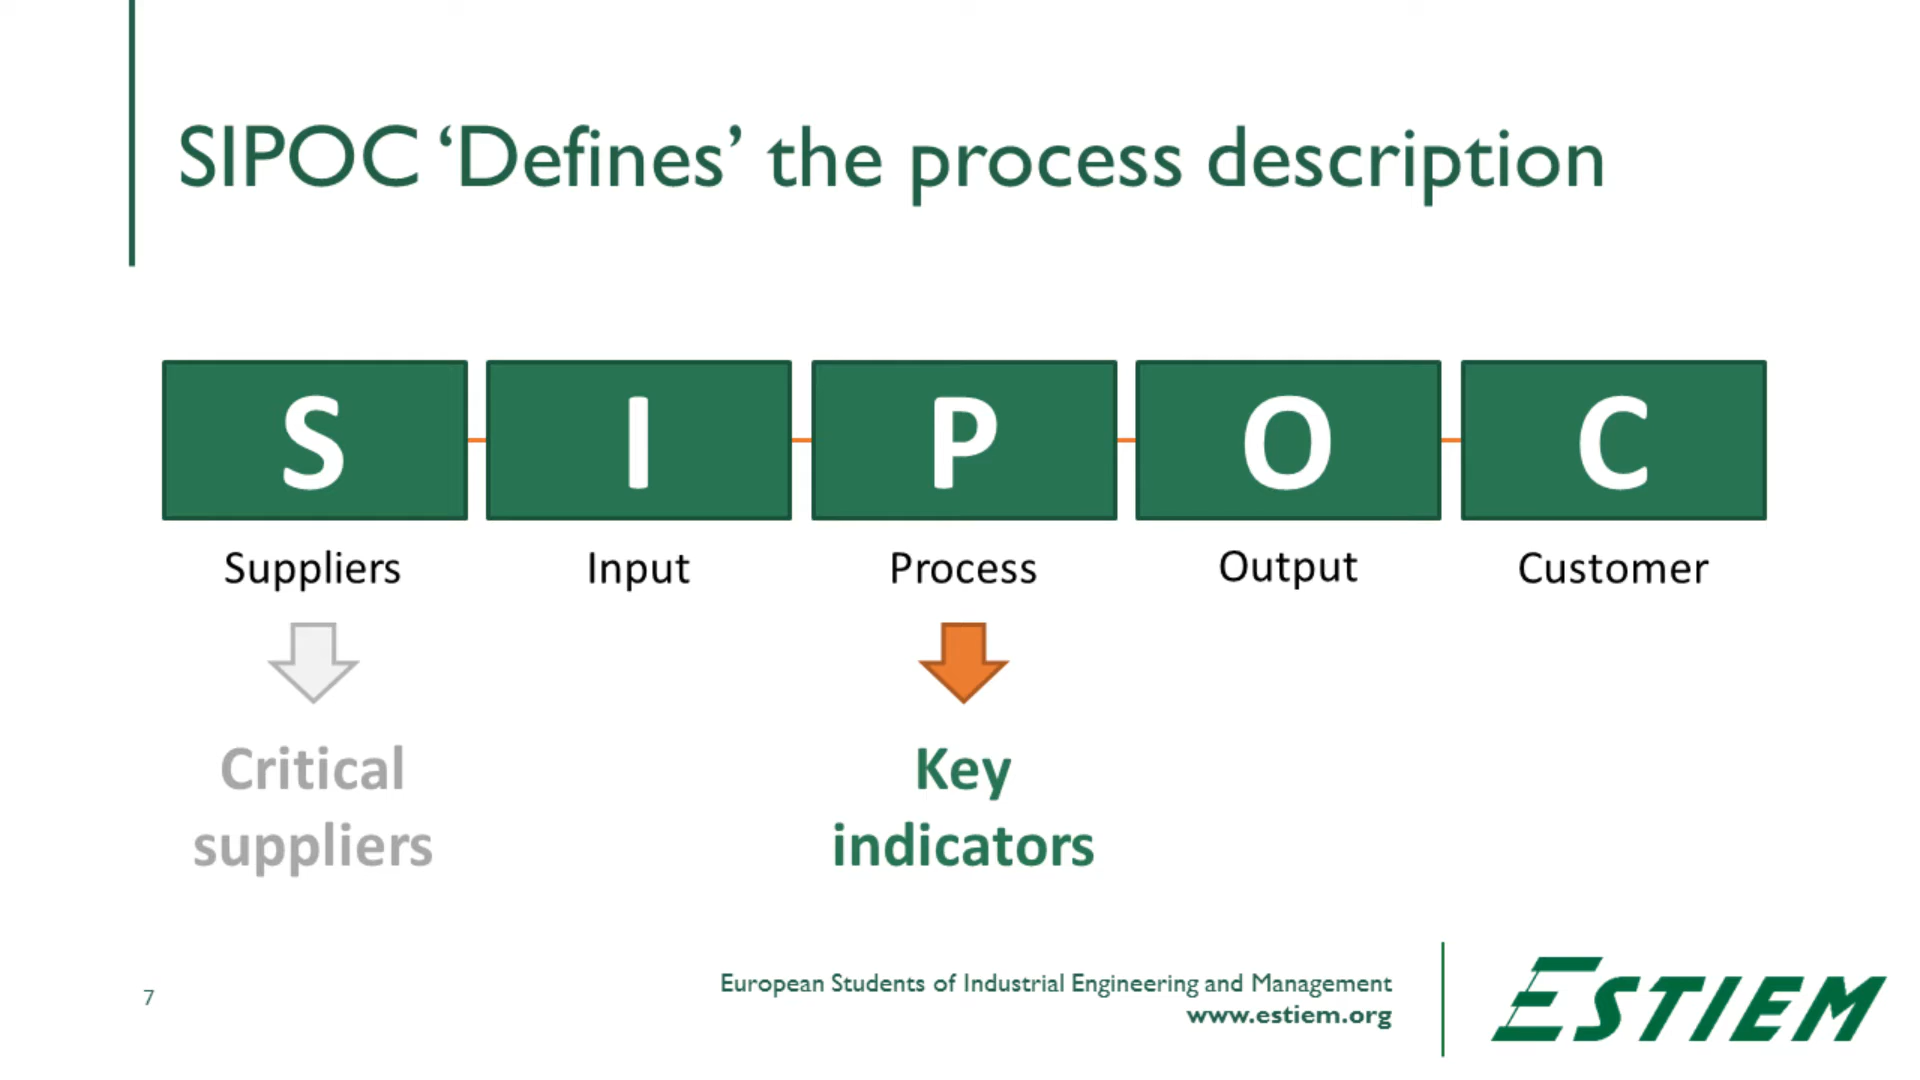 SIPOC ‘Defines’ the process description
S I P O C
Suppliers Input Process Output Customer
Critical
suppliers
Key
indicators
7
European Students of Industrial Engineering and Management
www.estiem.org
ESTIEM